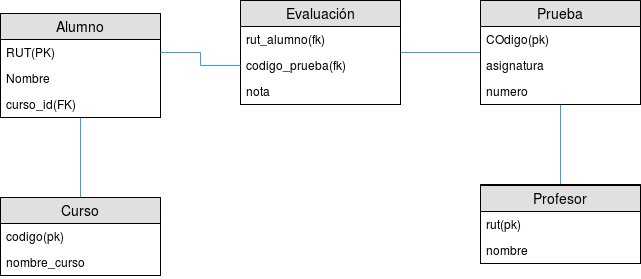 Alumno
RUT(PK)
Nombre
curso_id(FK)
Evaluación
rut_alumno(fk)
codigo_prueba(fk)
nota
Prueba
COdigo(pk)
asignatura
numero
Curso
codigo(pk)
nombre_curso
Profesor
rut(pk)
nombre